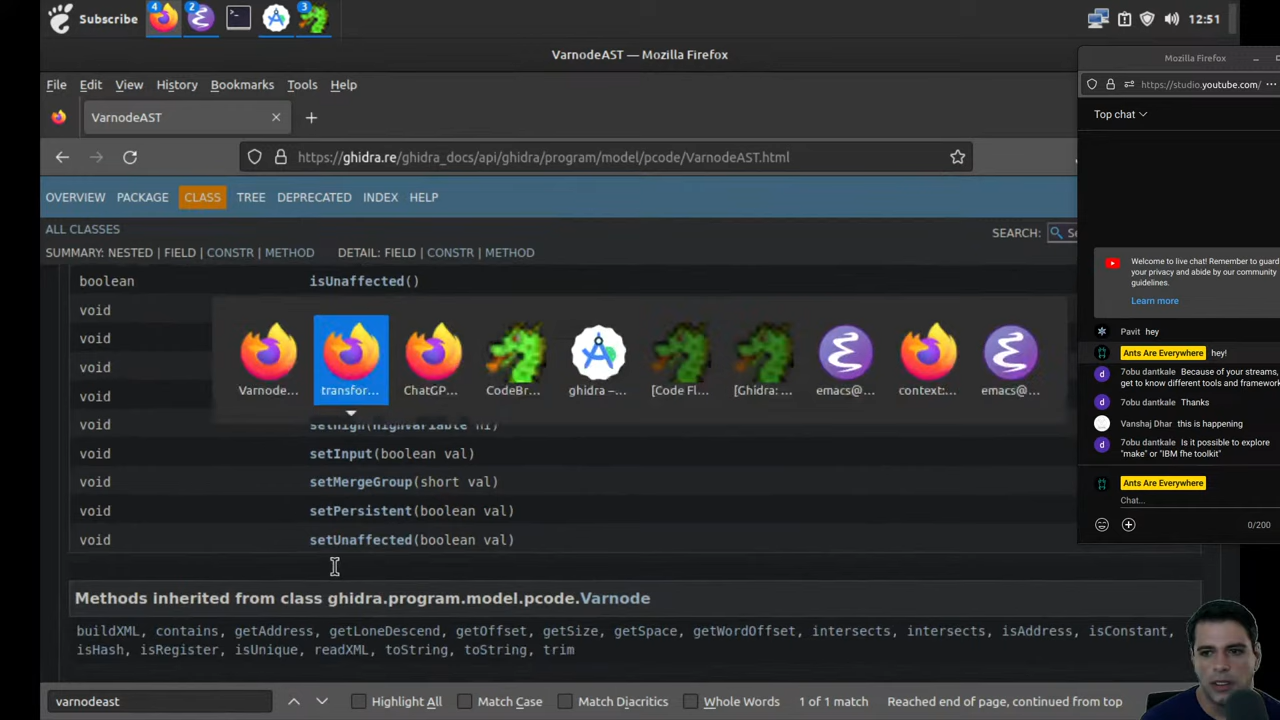 Subscribe
4
2
3
12:51
VarnodeAST — Mozilla Firefox
File Edit View History Bookmarks Tools Help
VarnodeAST
https://ghidra.re/ghidra_docs/api/ghidra/program/model/pcode/VarnodeAST.html
OVERVIEW PACKAGE CLASS TREE DEPRECATED INDEX HELP
ALL CLASSES
SUMMARY: NESTED | FIELD | CONSTR | METHOD DETAIL: FIELD | CONSTR | METHOD
SEARCH:
boolean isUnaffected()
void
void
void
void
Varnode... transfor... ChatGP... CodeBr... ghidra –... [Code Fl... [Ghidra: ... emacs@... context:... emacs@...
void setHigh(HighVariable hi)
void setInput(boolean val)
void setMergeGroup(short val)
void setPersistent(boolean val)
void setUnaffected(boolean val)
Methods inherited from class ghidra.program.model.pcode.Varnode
buildXML, contains, getAddress, getLoneDescend, getOffset, getSize, getSpace, getWordOffset, intersects, intersects, isAddress, isConstant,
isHash, isRegister, isUnique, readXML, toString, toString, trim
varnodeast Highlight All Match Case Match Diacritics Whole Words 1 of 1 match Reached end of page, continued from top
Mozilla Firefox
https://studio.youtube.com/
Top chat
Welcome to live chat! Remember to guard
your privacy and abide by our community
guidelines.
Learn more
Pavit hey
Ants Are Everywhere hey!
7obu dantkale Because of your streams,
get to know different tools and framework
7obu dantkale Thanks
Vanshaj Dhar this is happening
7obu dantkale Is it possible to explore
"make" or "IBM fhe toolkit"
Ants Are Everywhere
Chat...
0/200